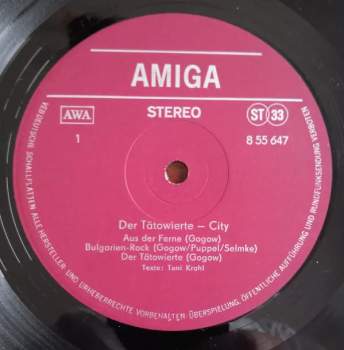 AMIGA
AWA
STEREO
ST 33
1
8 55 647
Der Tätowierte – City
Aus der Ferne (Gogow)
Bulgarien-Rock (Gogow/Puppel/Selmke)
Der Tätowierte (Gogow)
Texte: Toni Krahl
VEB DEUTSCHE SCHALLPLATTEN ALLE HERSTELLER- UND URHEBERRECHTE VORBEHALTEN ÜBERSPIELUNG, ÖFFENTLICHE AUFFÜHRUNG UND RUNDFUNKSENDUNG VERBOTEN